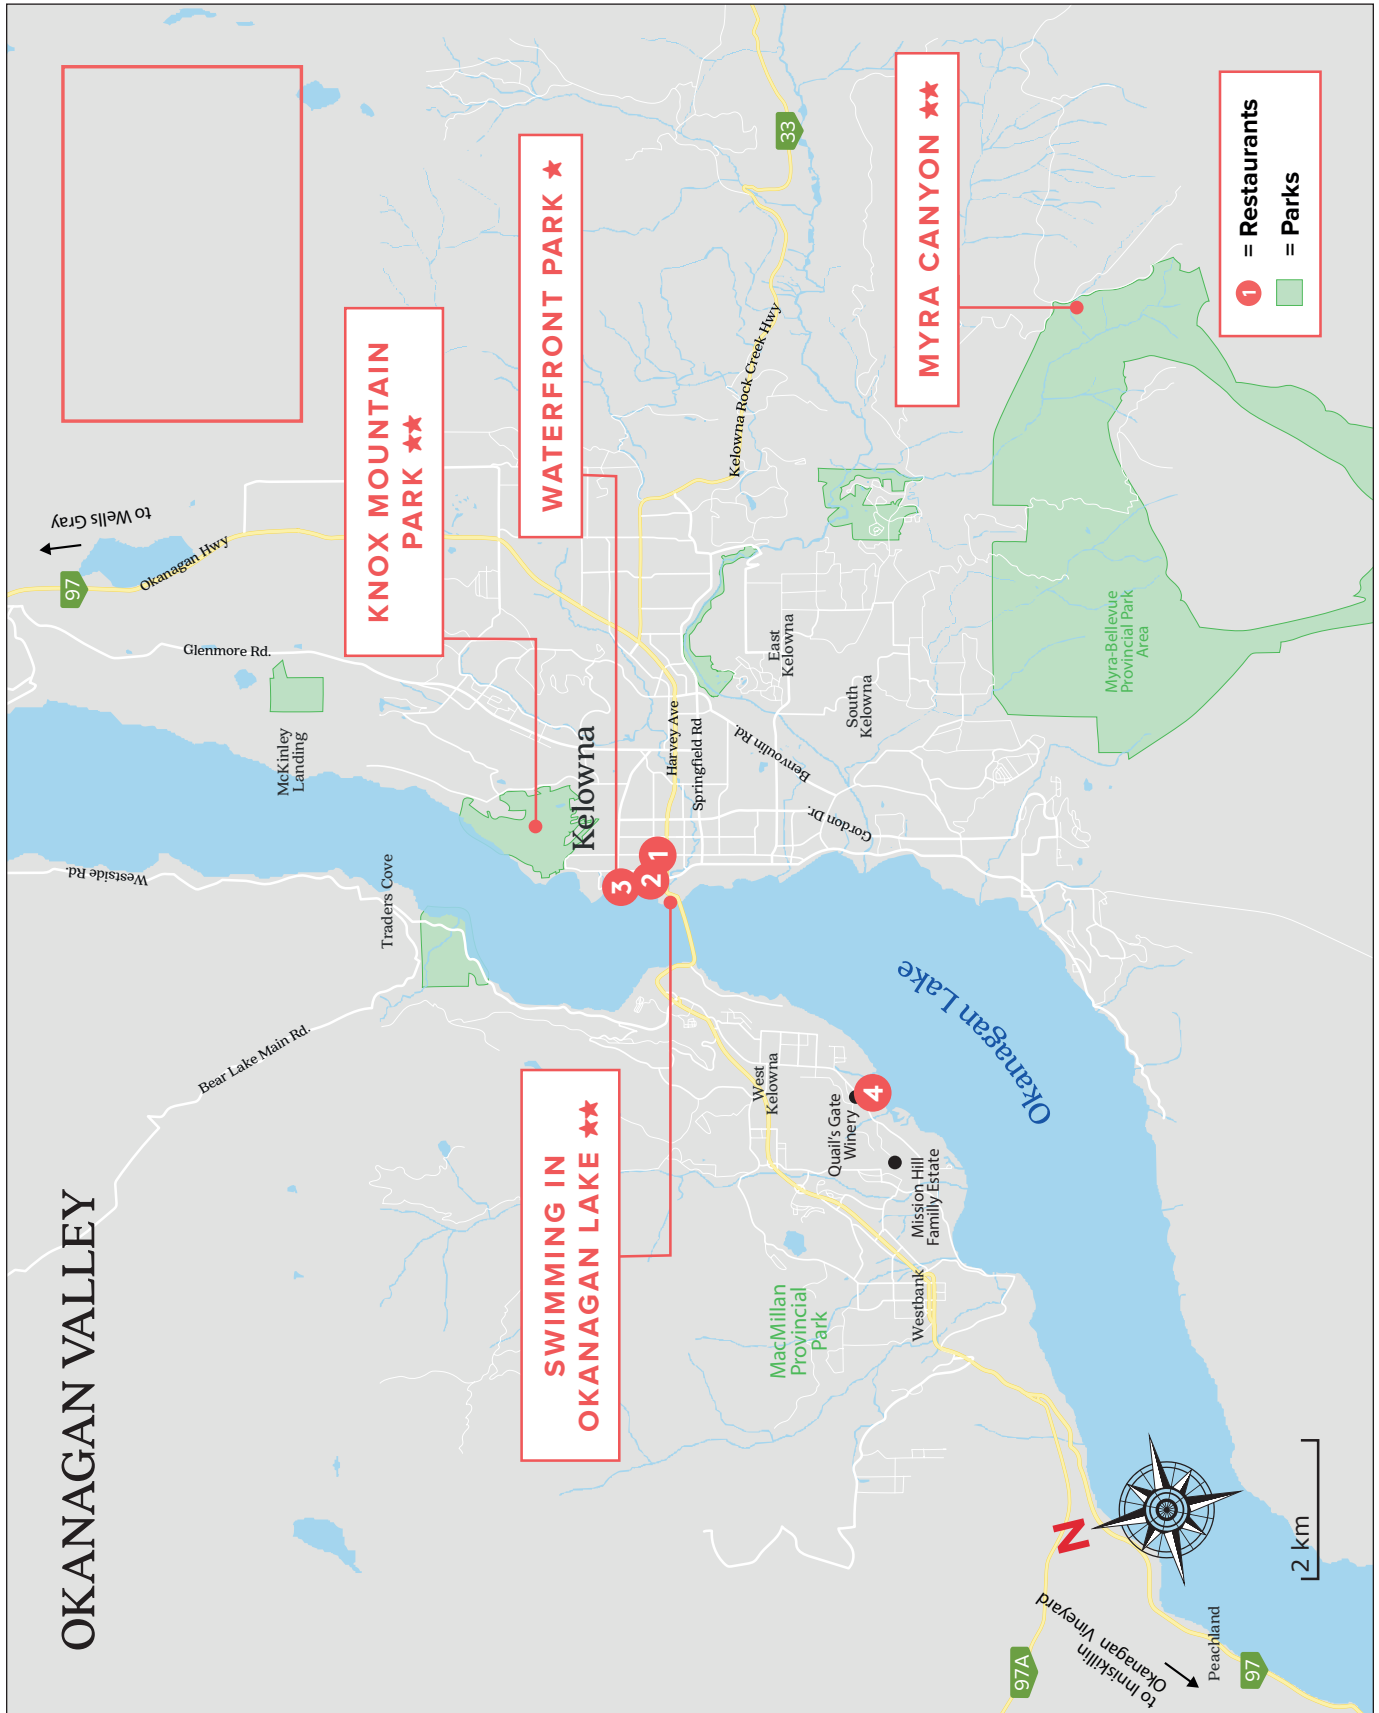 OKANAGAN VALLEY
to Wells Gray
97
Okanagan Hwy
Glenmore Rd.
McKinley
Landing
Westside Rd.
Traders Cove
Bear Lake Main Rd.
KNOX MOUNTAIN
PARK ★★
WATERFRONT PARK ★
SWIMMING IN
OKANAGAN LAKE ★★
MYRA CANYON ★★
33
Kelowna Rock Creek Hwy
Kelowna
Harvey Ave
Springfield Rd
Benvoulin Rd.
Gordon Dr.
East
Kelowna
South
Kelowna
Myra-Bellevue
Provincial Park
Area
1
2
3
4
West
Kelowna
Quail's Gate
Winery
Mission Hill
Familly Estate
Westbank
MacMillan
Provincial
Park
Okanagan Lake
N
2 km
97A
to Inniskillin
Okanagan Vineyard
Peachland
97
1 = Restaurants
= Parks